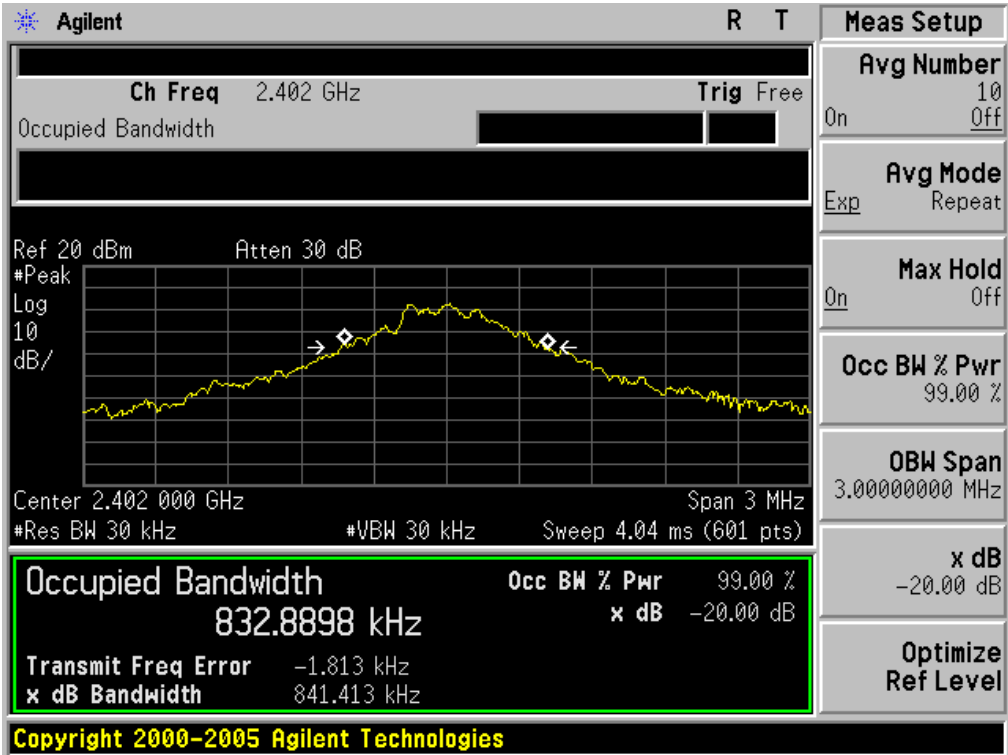 Agilent R T
Ch Freq 2.402 GHz Trig Free
Occupied Bandwidth
Ref 20 dBm Atten 30 dB
#Peak
Log
10
dB/
Center 2.402 000 GHz Span 3 MHz
#Res BW 30 kHz #VBW 30 kHz Sweep 4.04 ms (601 pts)
Occupied Bandwidth Occ BW % Pwr 99.00 %
832.8898 kHz x dB -20.00 dB
Transmit Freq Error -1.813 kHz
x dB Bandwidth 841.413 kHz
Copyright 2000-2005 Agilent Technologies
Meas Setup
Avg Number
10
On Off
Avg Mode
Exp Repeat
Max Hold
On Off
Occ BW % Pwr
99.00 %
OBW Span
3.00000000 MHz
x dB
-20.00 dB
Optimize
Ref Level